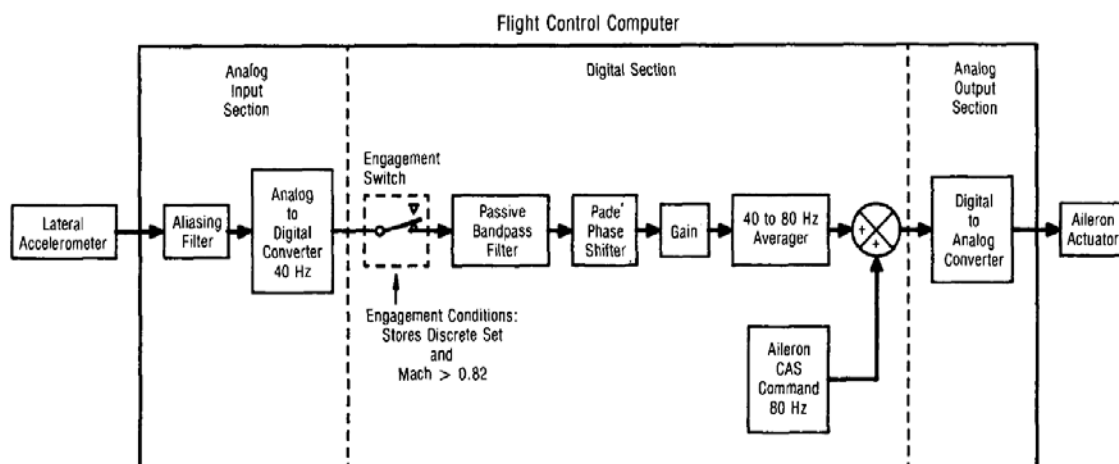 Flight Control Computer
Analog
Input
Section
Digital Section
Analog
Output
Section
Lateral
Accelerometer
Aliasing
Filter
Analog
to
Digital
Converter
40 Hz
Engagement
Switch
Engagement Conditions:
Stores Discrete Set
and
Mach > 0.82
Passive
Bandpass
Filter
Pade'
Phase
Shifter
Gain
40 to 80 Hz
Averager
+
+
Aileron
CAS
Command
80 Hz
Digital
to
Analog
Converter
Aileron
Actuator